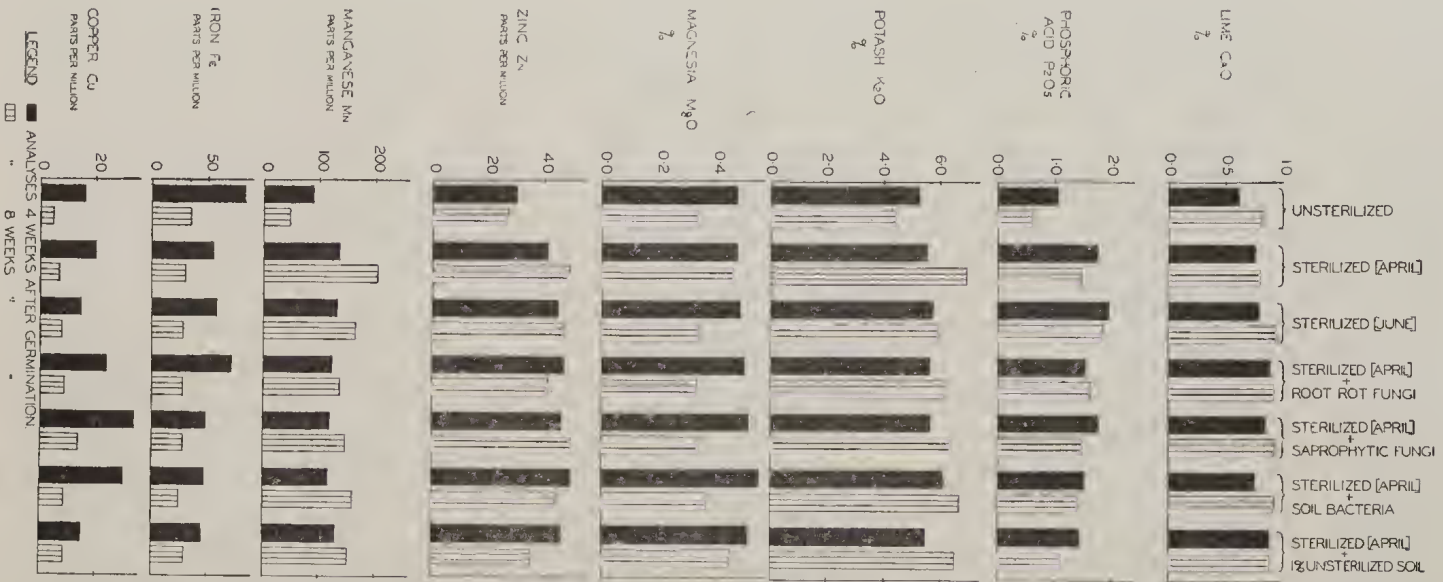 LIME CaO
%
0.0
0.5
1.0
PHOSPHORIC
ACID P2O5
%
0.0
1.0
2.0
POTASH K2O
%
0.0
2.0
4.0
6.0
MAGNESIA MgO
%
0.0
0.2
0.4
ZINC ZN
PARTS PER MILLION
0
20
40
MANGANESE MN
PARTS PER MILLION
0
100
200
IRON Fe
PARTS PER MILLION
0
50
COPPER Cu
PARTS PER MILLION
0
20
UNSTERILIZED
STERILIZED [APRIL]
STERILIZED [JUNE]
STERILIZED [APRIL]
+
ROOT ROT FUNGI
STERILIZED [APRIL]
+
SAPROPHYTIC FUNGI
STERILIZED [APRIL]
+
SOIL BACTERIA
STERILIZED [APRIL]
+
1% UNSTERILIZED SOIL
LEGEND ANALYSES 4 WEEKS AFTER GERMINATION.
" 8 WEEKS " "